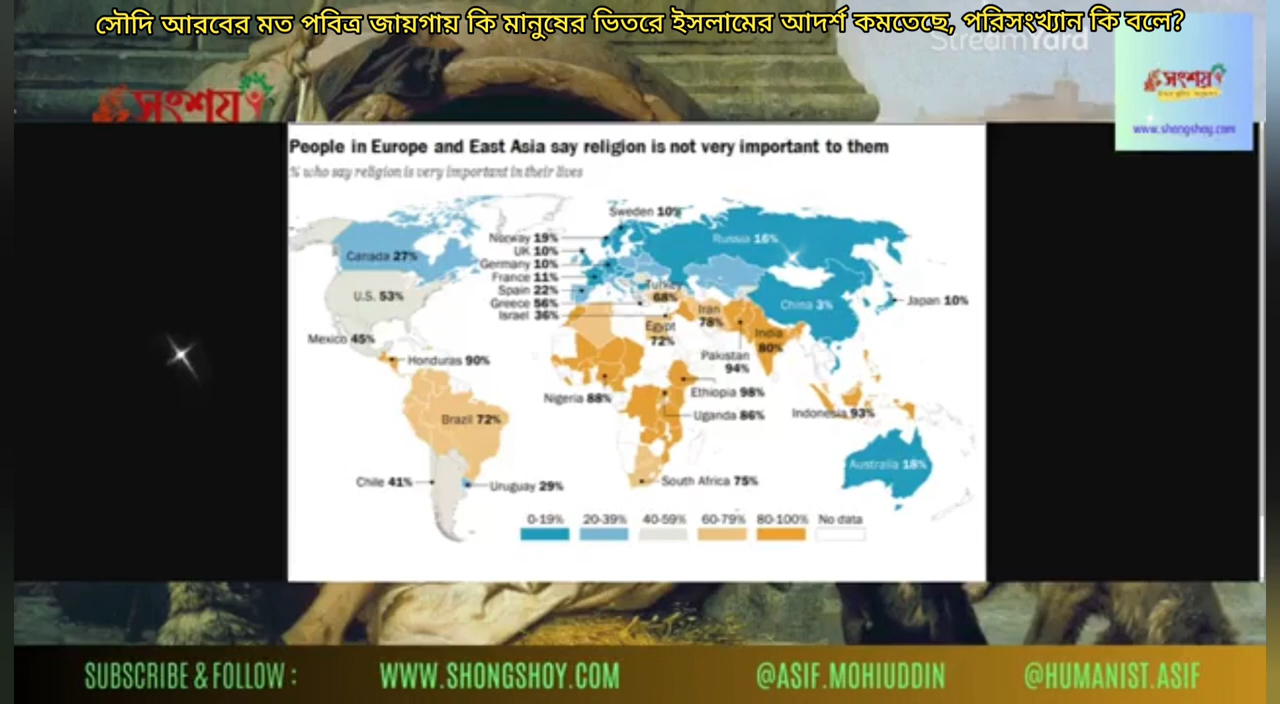 সৌদি আরবের মত পবিত্র জায়গায় কি মানুষের ভিতরে ইসলামের আদর্শ কমতেছে, পরিসংখ্যান কি বলে?
StreamYard
সংশয়
সংশয়
www.shongshoy.com
People in Europe and East Asia say religion is not very important to them
% who say religion is very important in their lives
Sweden 10%
Norway 19%
Russia 16%
UK 10%
Canada 27%
Germany 10%
France 11%
Turkey 68%
Spain 22%
U.S. 53%
Greece 56%
China 3%
Japan 10%
Israel 36%
Iran 78%
Egypt 72%
India 80%
Mexico 45%
Honduras 90%
Pakistan 94%
Nigeria 88%
Ethiopia 98%
Uganda 86%
Indonesia 93%
Brazil 72%
Australia 18%
Chile 41%
Uruguay 29%
South Africa 75%
0-19% 20-39% 40-59% 60-79% 80-100% No data
SUBSCRIBE & FOLLOW : WWW.SHONGSHOY.COM @ASIF.MOHIUDDIN @HUMANIST.ASIF